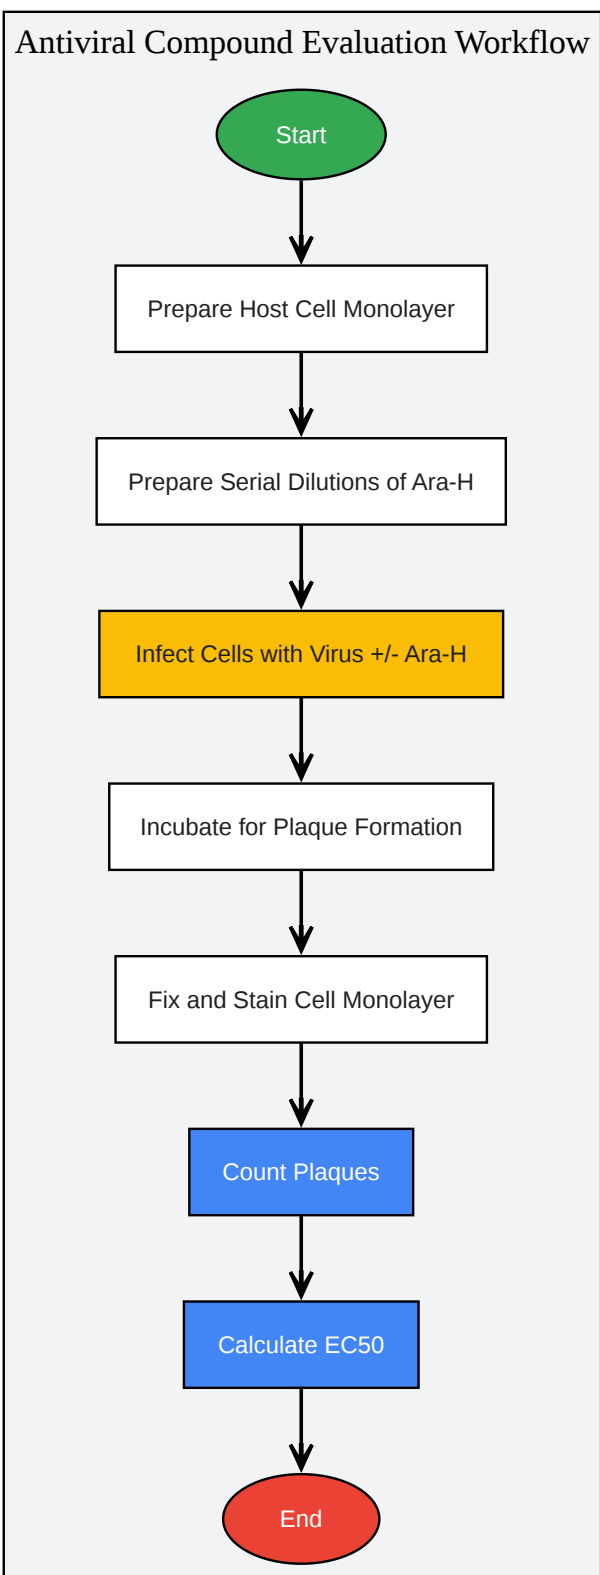 Antiviral Compound Evaluation Workflow
Start
Prepare Host Cell Monolayer
Prepare Serial Dilutions of Ara-H
Infect Cells with Virus +/- Ara-H
Incubate for Plaque Formation
Fix and Stain Cell Monolayer
Count Plaques
Calculate EC50
End